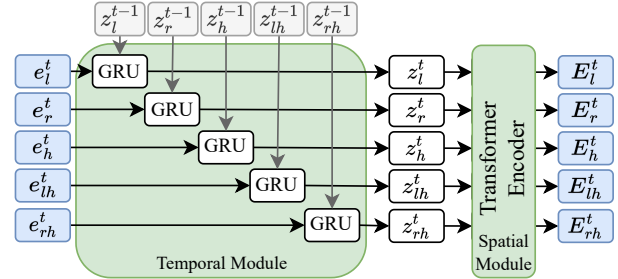 z_l^{t-1} z_r^{t-1} z_h^{t-1} z_{lh}^{t-1} z_{rh}^{t-1}
e_l^t GRU z_l^t E_l^t
e_r^t GRU z_r^t E_r^t
e_h^t GRU z_h^t E_h^t
e_{lh}^t GRU z_{lh}^t E_{lh}^t
e_{rh}^t GRU z_{rh}^t E_{rh}^t
Transformer
Encoder
Spatial
Module
Temporal Module